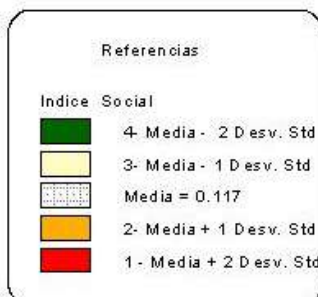 Referencias
Indice Social
4- Media - 2 Desv. Std
3- Media - 1 Desv. Std
Media = 0.117
2- Media + 1 Desv. Std
1- Media + 2 Desv. Std